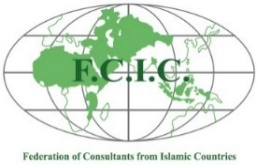 F.C.I.C.
Federation of Consultants from Islamic Countries